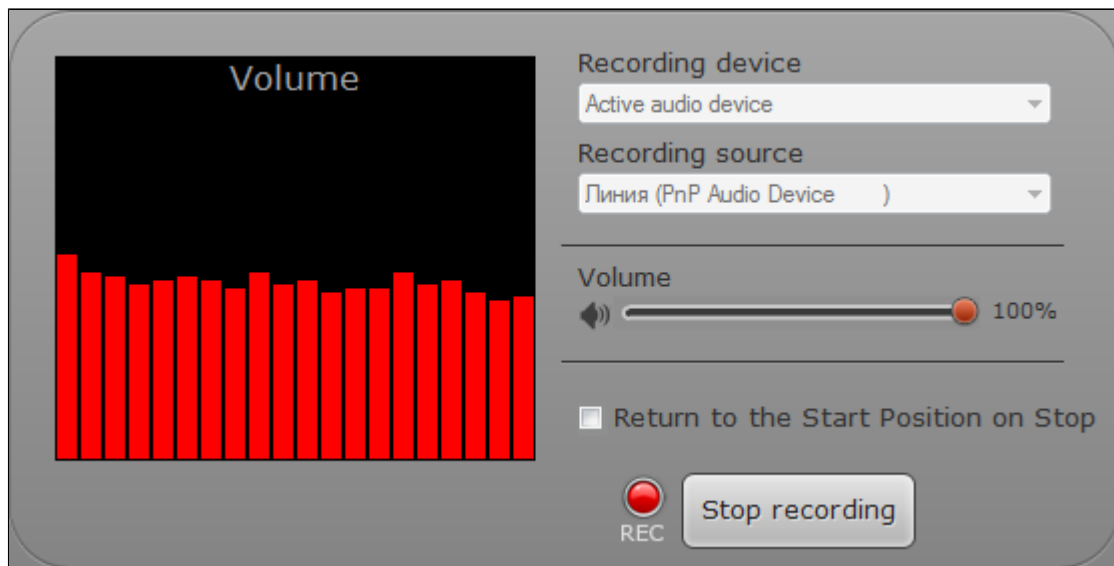 Volume
Recording device
Active audio device
Recording source
Линия (PnP Audio Device )
Volume
100%
Return to the Start Position on Stop
REC
Stop recording